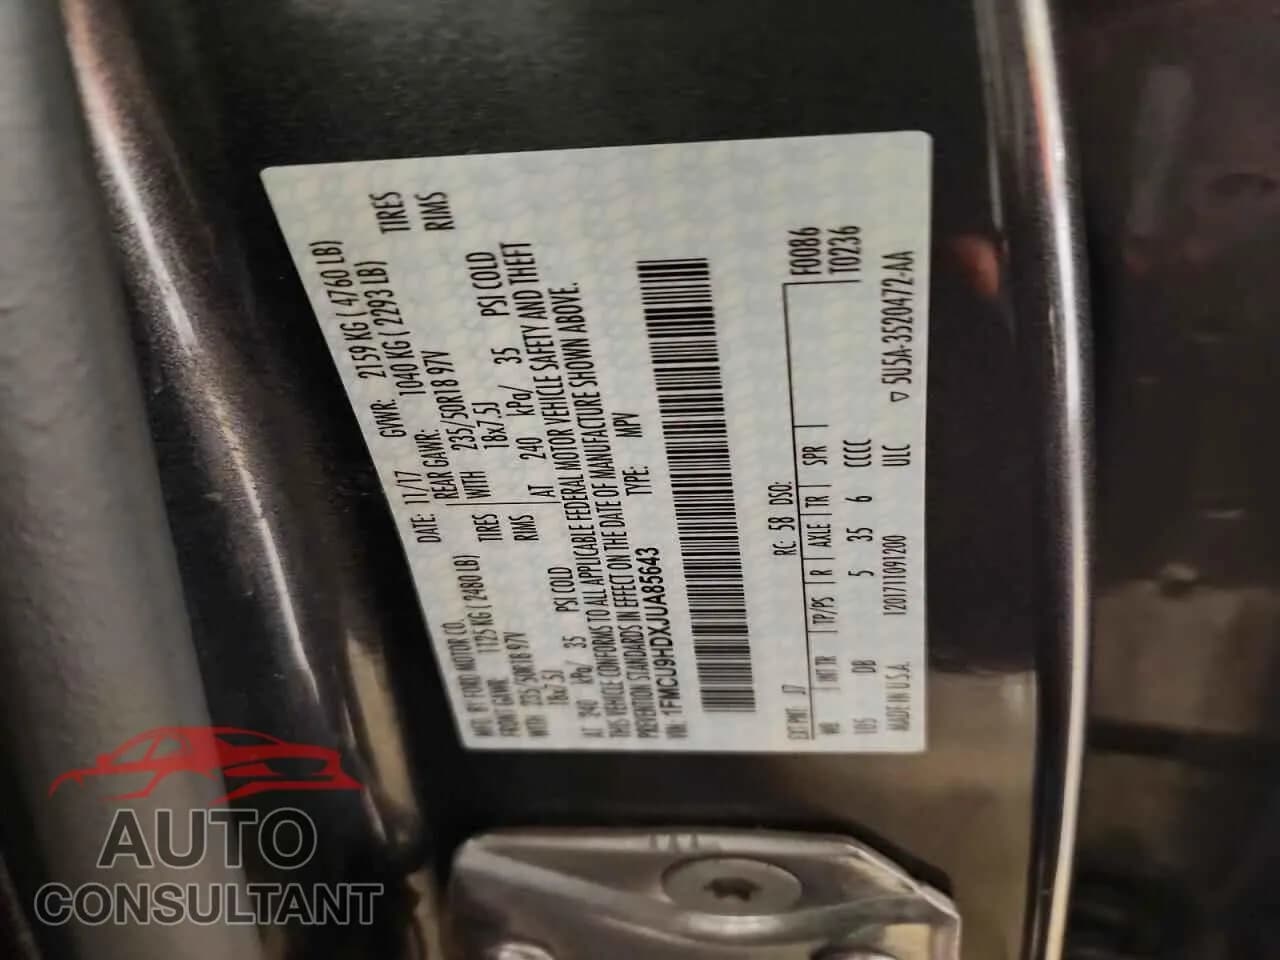 MFD. BY FORD MOTOR CO.
DATE: 11/17 GVWR: 2159 KG ( 4760 LB)
FRONT GAWR: 1125 KG ( 2480 LB) REAR GAWR: 1040 KG ( 2293 LB)
WITH 235/50R18 97V TIRES WITH 235/50R18 97V TIRES
18x7.5J RIMS 18x7.5J RIMS
AT 240 kPa/ 35 PSI COLD AT 240 kPa/ 35 PSI COLD
THIS VEHICLE CONFORMS TO ALL APPLICABLE FEDERAL MOTOR VEHICLE SAFETY AND THEFT
PREVENTION STANDARDS IN EFFECT ON THE DATE OF MANUFACTURE SHOWN ABOVE.
VIN: 1FMCU9HDXJUA85643 TYPE: MPV
F0086
T0236
EXT PNT: J7 RC: 58 DSO:
WB INT TR TP/PS R AXLE TR SPR
105 DB 5 35 6 CCCC
MADE IN U.S.A. 1201711091200 ULC ▽ 5U5A-3520472-AA
AUTO
CONSULTANT